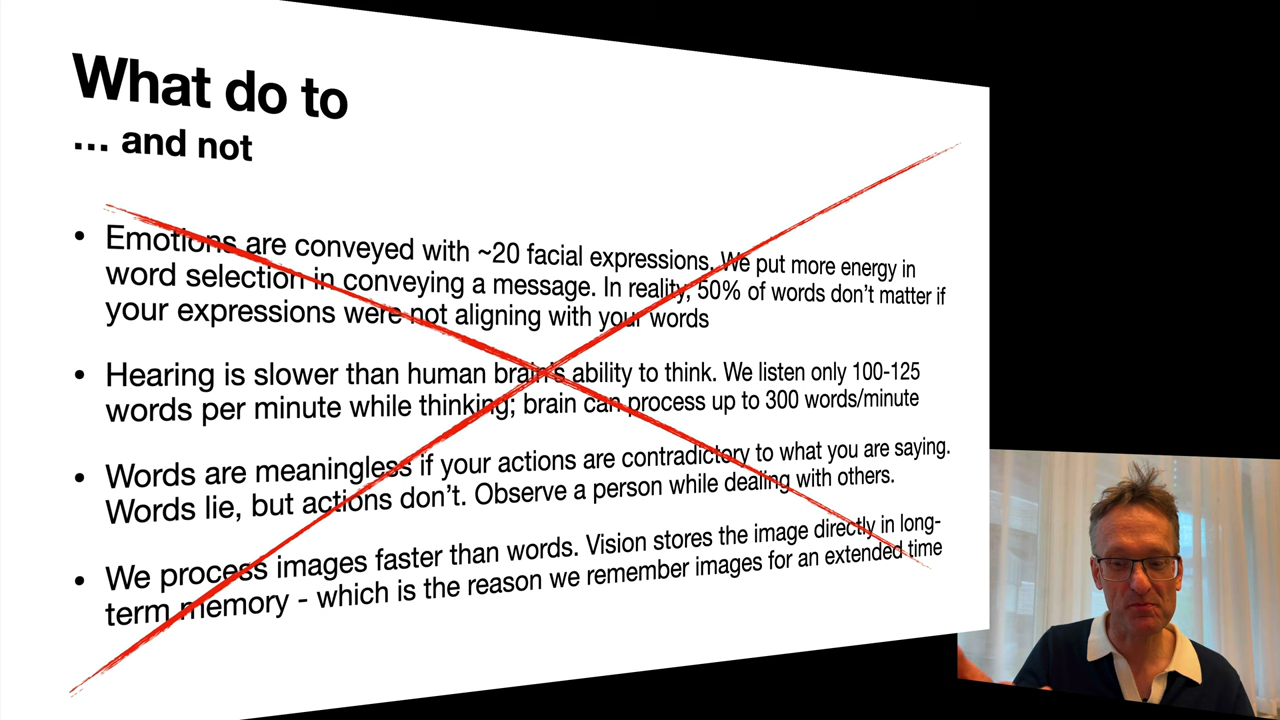 What do to
... and not
• Emotions are conveyed with ~20 facial expressions. We put more energy in
word selection in conveying a message. In reality, 50% of words don't matter if
your expressions were not aligning with your words
• Hearing is slower than human brain's ability to think. We listen only 100-125
words per minute while thinking; brain can process up to 300 words/minute
• Words are meaningless if your actions are contradictory to what you are saying.
Words lie, but actions don't. Observe a person while dealing with others.
• We process images faster than words. Vision stores the image directly in long-
term memory - which is the reason we remember images for an extended time